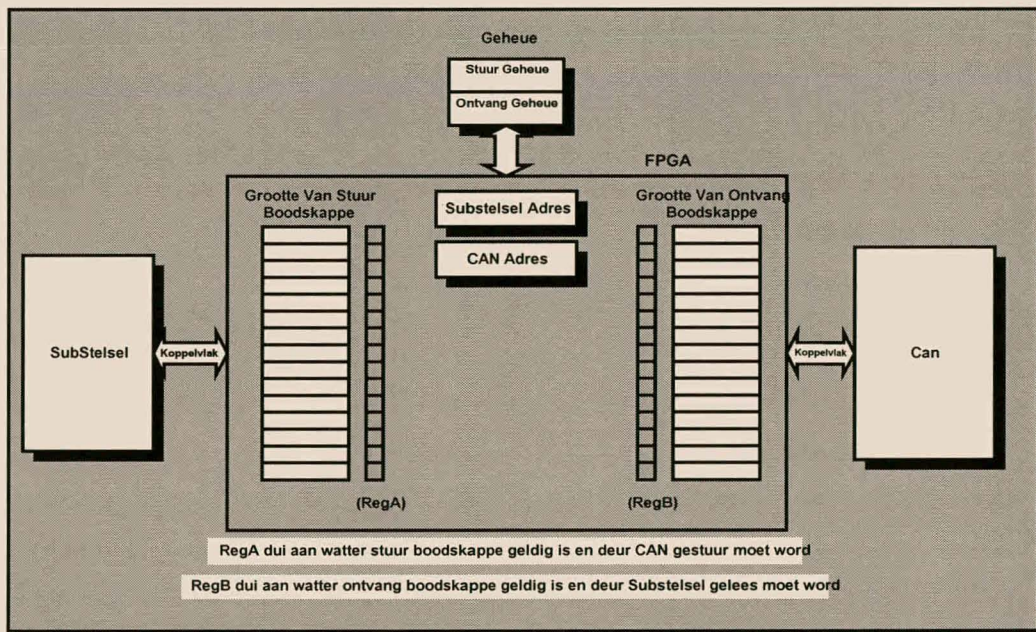 Geheue
Stuur Geheue
Ontvang Geheue
FPGA
Grootte Van Stuur
Boodskappe
Substelsel Adres
CAN Adres
Grootte Van Ontvang
Boodskappe
SubStelsel
Koppelvlak
Koppelvlak
Can
(RegA)
(RegB)
RegA dui aan watter stuur boodskappe geldig is en deur CAN gestuur moet word
RegB dui aan watter ontvang boodskappe geldig is en deur Substelsel gelees moet word